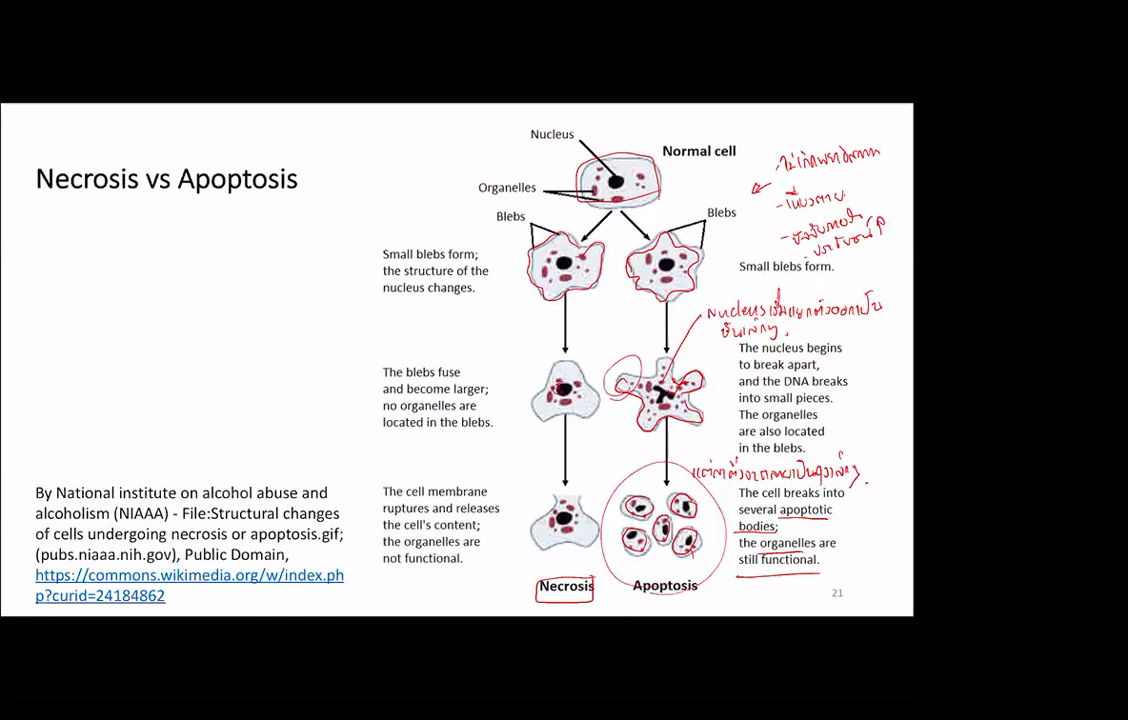 Necrosis vs Apoptosis
Nucleus
Normal cell
Organelles
Blebs
Blebs
Small blebs form;
the structure of the
nucleus changes.
Small blebs form.
Nucleus
The blebs fuse
and become larger;
no organelles are
located in the blebs.
The nucleus begins
to break apart,
and the DNA breaks
into small pieces.
The organelles
are also located
in the blebs.
The cell membrane
ruptures and releases
the cell's content;
the organelles are
not functional.
The cell breaks into
several apoptotic
bodies;
the organelles are
still functional.
Necrosis
Apoptosis
By National institute on alcohol abuse and
alcoholism (NIAAA) - File:Structural changes
of cells undergoing necrosis or apoptosis.gif;
(pubs.niaaa.nih.gov), Public Domain,
https://commons.wikimedia.org/w/index.ph
p?curid=24184862
21